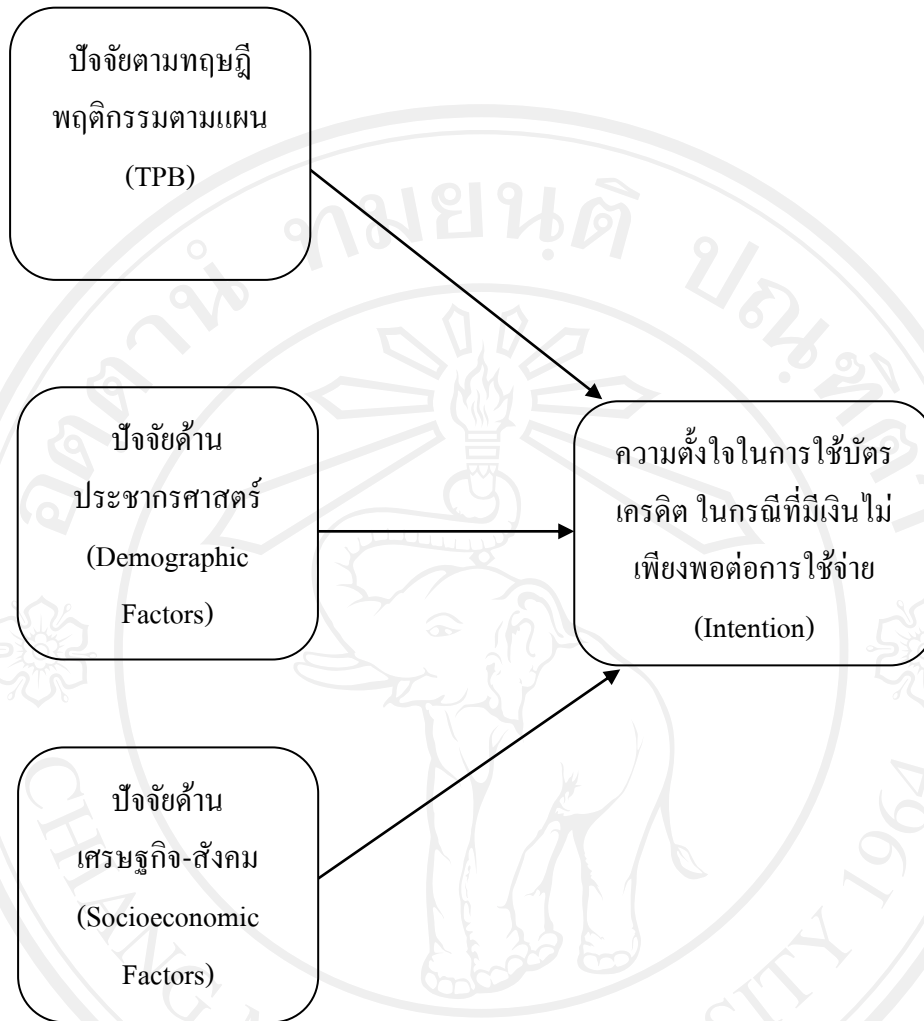 ปัจจัยตามทฤษฎี
พฤติกรรมตามแผน
(TPB)
ปัจจัยด้าน
ประชากรศาสตร์
(Demographic
Factors)
ความตั้งใจในการใช้บัตร
เครดิต ในกรณีที่มีเงินไม่
เพียงพอต่อการใช้จ่าย
(Intention)
ปัจจัยด้าน
เศรษฐกิจ-สังคม
(Socioeconomic
Factors)